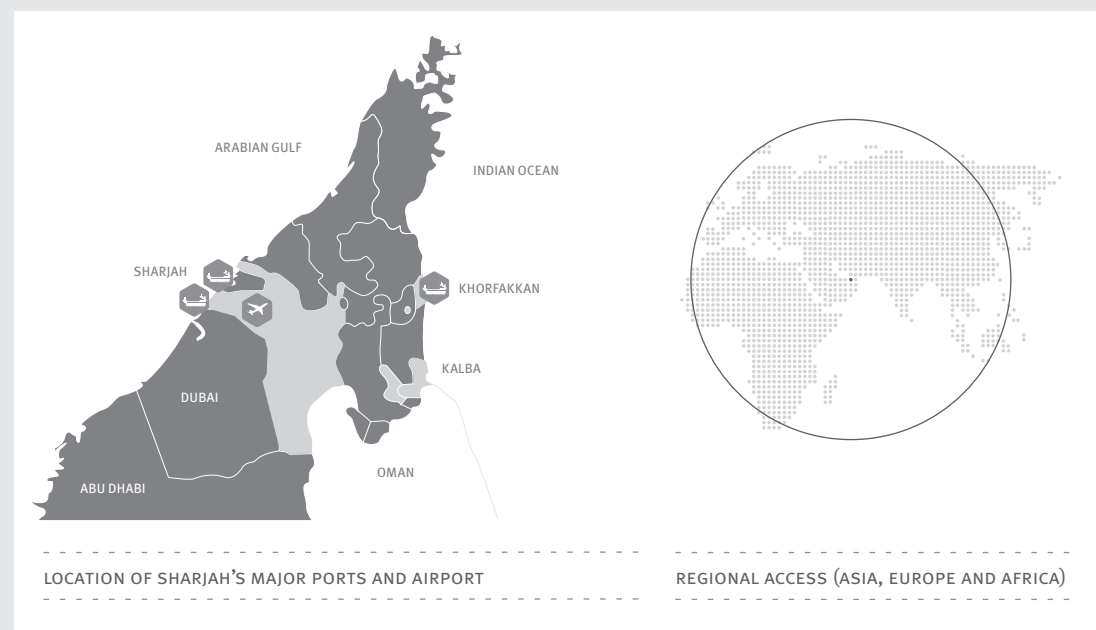 ARABIAN GULF
INDIAN OCEAN
SHARJAH
KHORFAKKAN
KALBA
DUBAI
OMAN
ABU DHABI
LOCATION OF SHARJAH'S MAJOR PORTS AND AIRPORT
REGIONAL ACCESS (ASIA, EUROPE AND AFRICA)